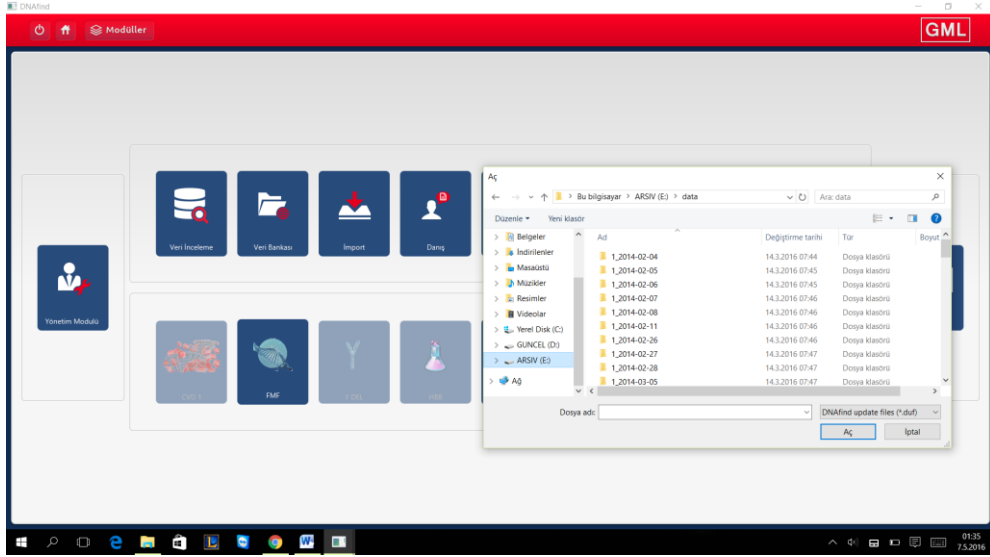 DNAfind
Modüller
GML
Yönetim Modulü
Veri İnceleme
Veri Bankası
İmport
Danış
CVD 1
FMF
Y DEL
HBB
Aç
Bu bilgisayar > ARSIV (E:) > data
Ara: data
Düzenle
Yeni klasör
Belgeler
İndirilenler
Masaüstü
Müzikler
Resimler
Videolar
Yerel Disk (C:)
GUNCEL (D:)
ARSIV (E:)
Ağ
Ad Değiştirme tarihi Tür Boyut
1_2014-02-04 14.3.2016 07:44 Dosya klasörü
1_2014-02-05 14.3.2016 07:45 Dosya klasörü
1_2014-02-06 14.3.2016 07:45 Dosya klasörü
1_2014-02-07 14.3.2016 07:46 Dosya klasörü
1_2014-02-08 14.3.2016 07:46 Dosya klasörü
1_2014-02-11 14.3.2016 07:46 Dosya klasörü
1_2014-02-26 14.3.2016 07:46 Dosya klasörü
1_2014-02-27 14.3.2016 07:47 Dosya klasörü
1_2014-02-28 14.3.2016 07:47 Dosya klasörü
1_2014-03-05 14.3.2016 07:47 Dosya klasörü
Dosya adı:
DNAfind update files (*.duf)
Aç
İptal
01:35
7.5.2016